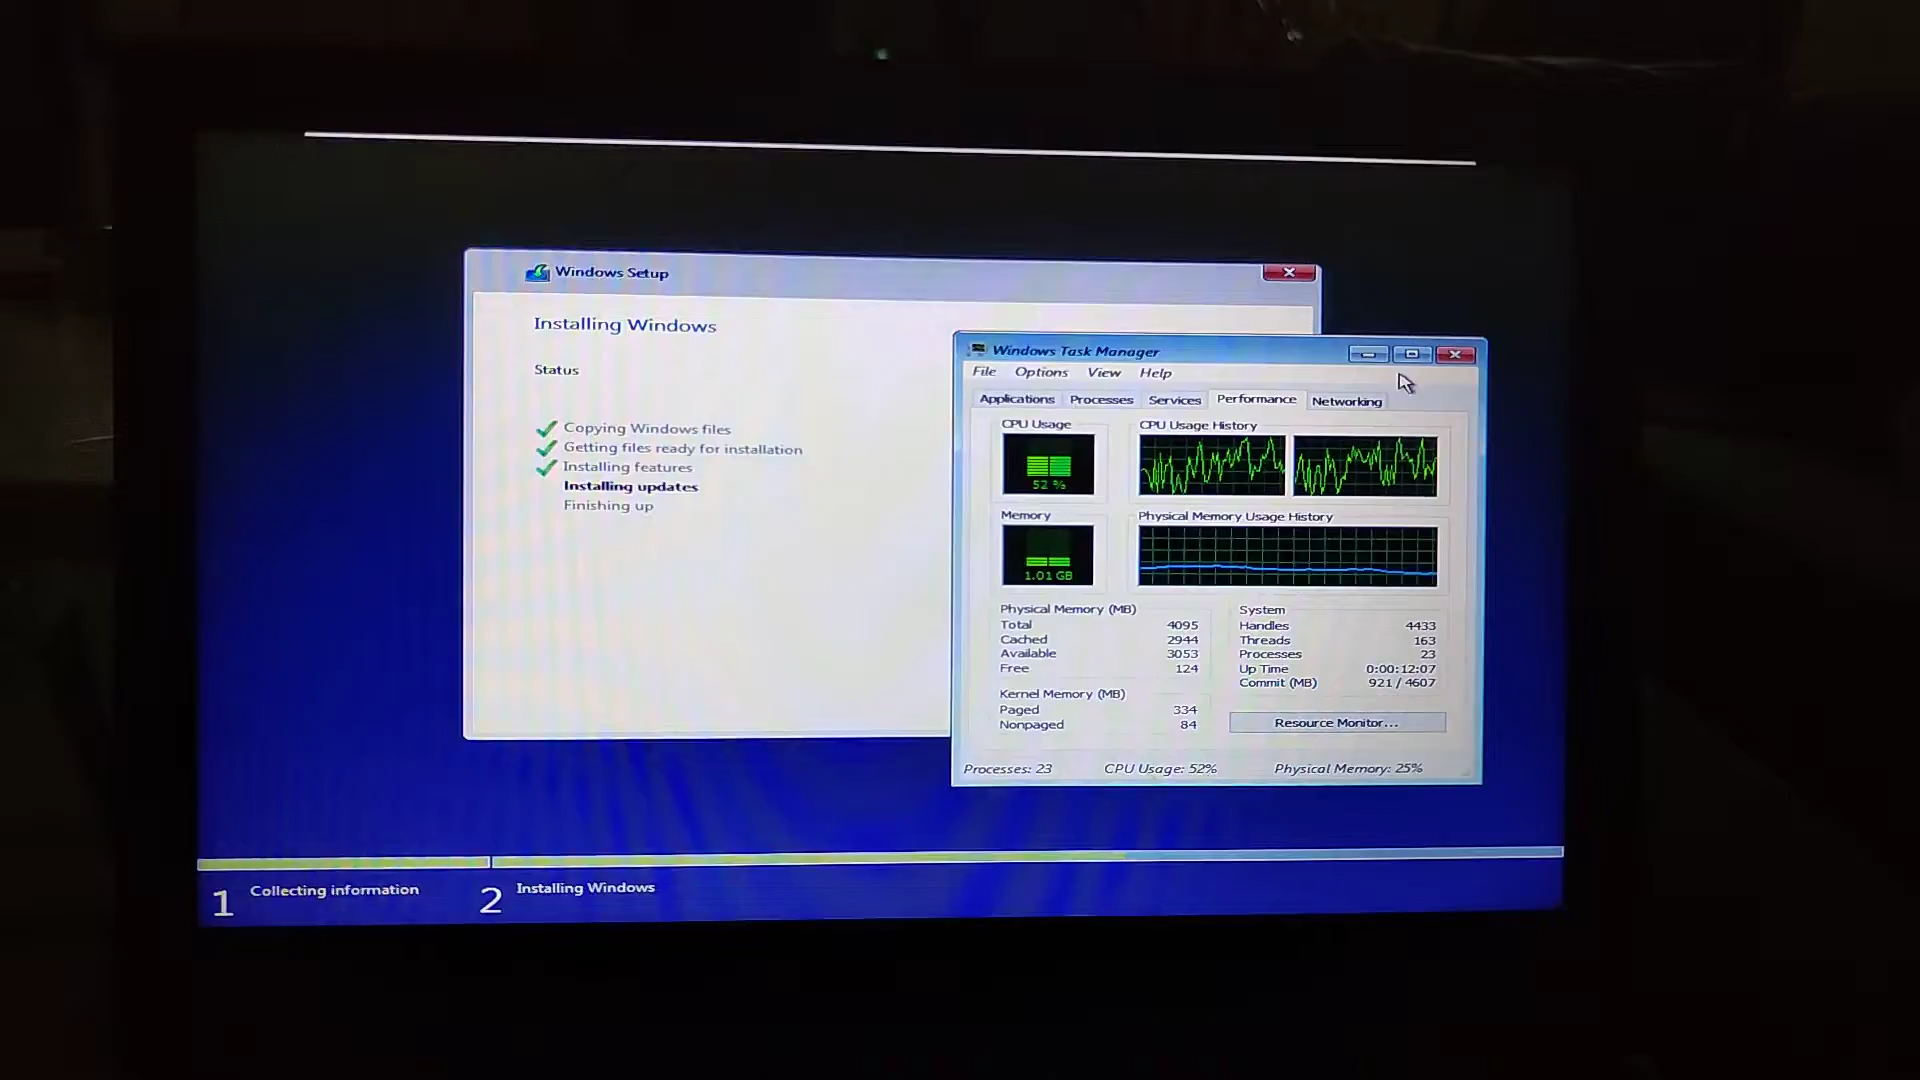 Windows Setup
Installing Windows
Status
Copying Windows files
Getting files ready for installation
Installing features
Installing updates
Finishing up
Windows Task Manager
File Options View Help
Applications Processes Services Performance Networking
CPU Usage
52 %
CPU Usage History
Memory
1.01 GB
Physical Memory Usage History
Physical Memory (MB)
Total 4095
Cached 2944
Available 3053
Free 124
Kernel Memory (MB)
Paged 334
Nonpaged 84
System
Handles 4433
Threads 163
Processes 23
Up Time 0:00:12:07
Commit (MB) 921 / 4607
Resource Monitor...
Processes: 23 CPU Usage: 52% Physical Memory: 25%
1 Collecting information
2 Installing Windows